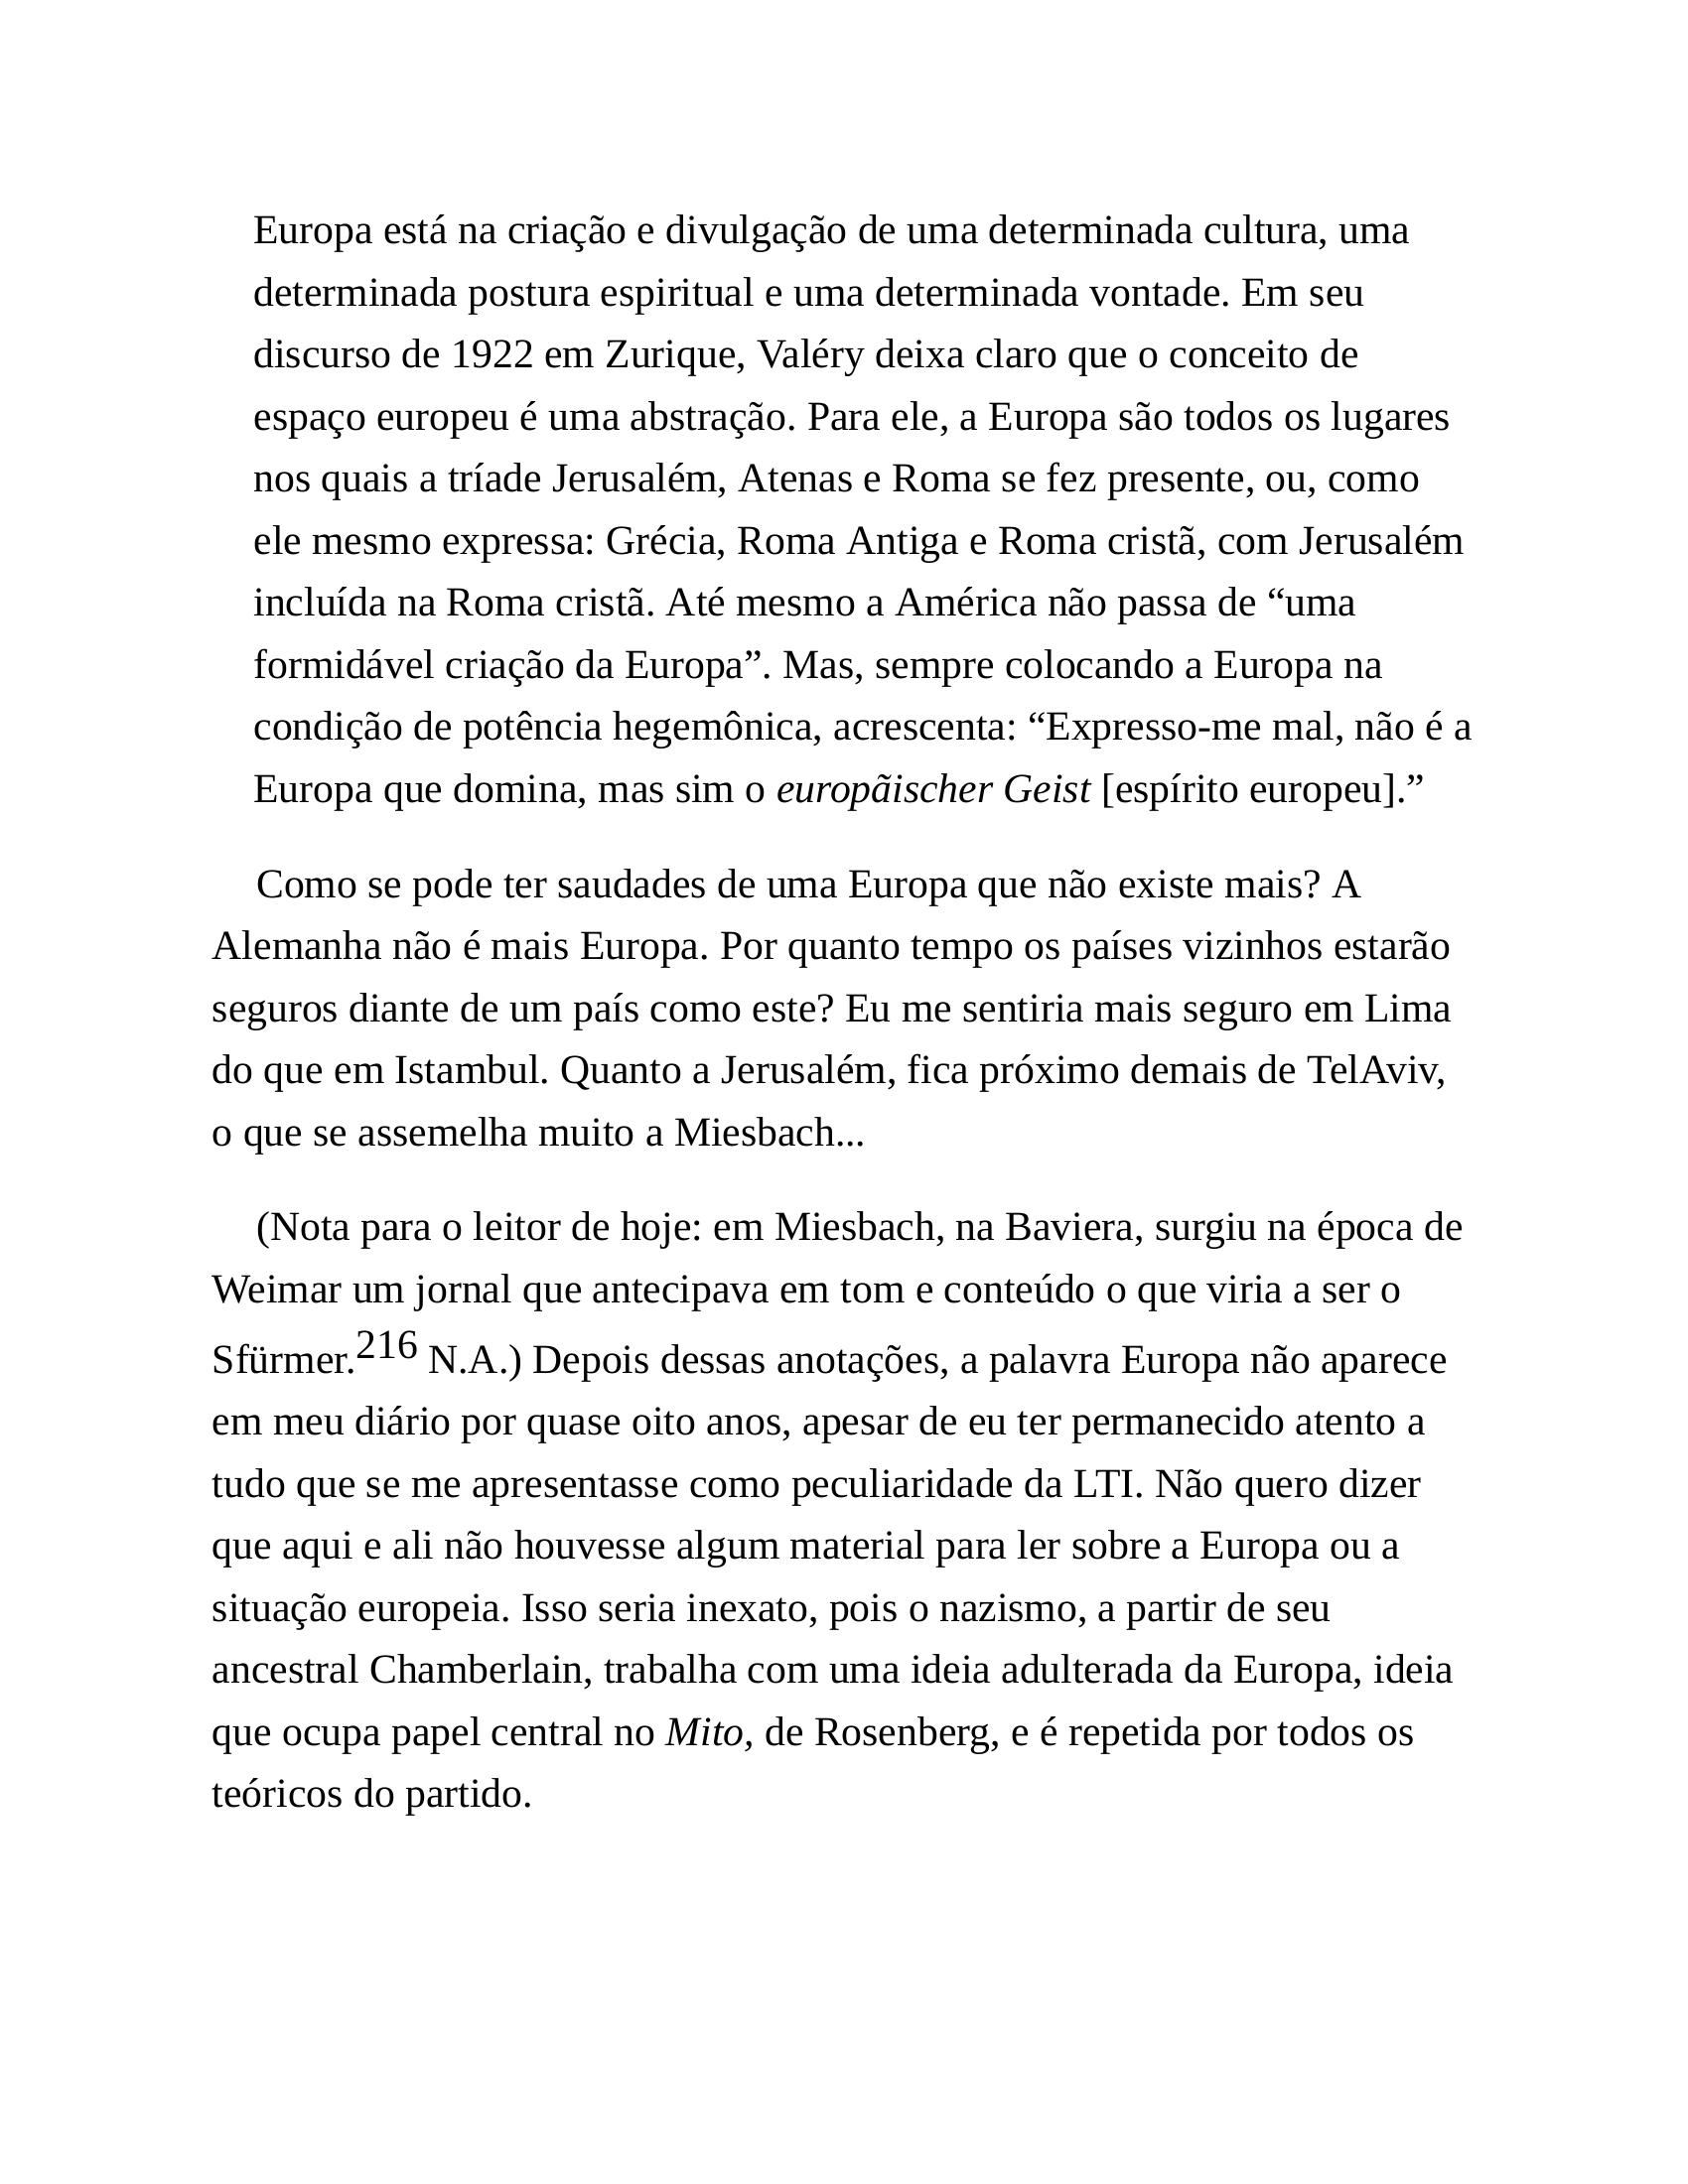 Europa está na criação e divulgação de uma determinada cultura, uma
determinada postura espiritual e uma determinada vontade. Em seu
discurso de 1922 em Zurique, Valéry deixa claro que o conceito de
espaço europeu é uma abstração. Para ele, a Europa são todos os lugares
nos quais a tríade Jerusalém, Atenas e Roma se fez presente, ou, como
ele mesmo expressa: Grécia, Roma Antiga e Roma cristã, com Jerusalém
incluída na Roma cristã. Até mesmo a América não passa de “uma
formidável criação da Europa”. Mas, sempre colocando a Europa na
condição de potência hegemônica, acrescenta: “Expresso-me mal, não é a
Europa que domina, mas sim o europãischer Geist [espírito europeu].”
Como se pode ter saudades de uma Europa que não existe mais? A
Alemanha não é mais Europa. Por quanto tempo os países vizinhos estarão
seguros diante de um país como este? Eu me sentiria mais seguro em Lima
do que em Istambul. Quanto a Jerusalém, fica próximo demais de TelAviv,
o que se assemelha muito a Miesbach...
(Nota para o leitor de hoje: em Miesbach, na Baviera, surgiu na época de
Weimar um jornal que antecipava em tom e conteúdo o que viria a ser o
Sfürmer.216 N.A.) Depois dessas anotações, a palavra Europa não aparece
em meu diário por quase oito anos, apesar de eu ter permanecido atento a
tudo que se me apresentasse como peculiaridade da LTI. Não quero dizer
que aqui e ali não houvesse algum material para ler sobre a Europa ou a
situação europeia. Isso seria inexato, pois o nazismo, a partir de seu
ancestral Chamberlain, trabalha com uma ideia adulterada da Europa, ideia
que ocupa papel central no Mito, de Rosenberg, e é repetida por todos os
teóricos do partido.